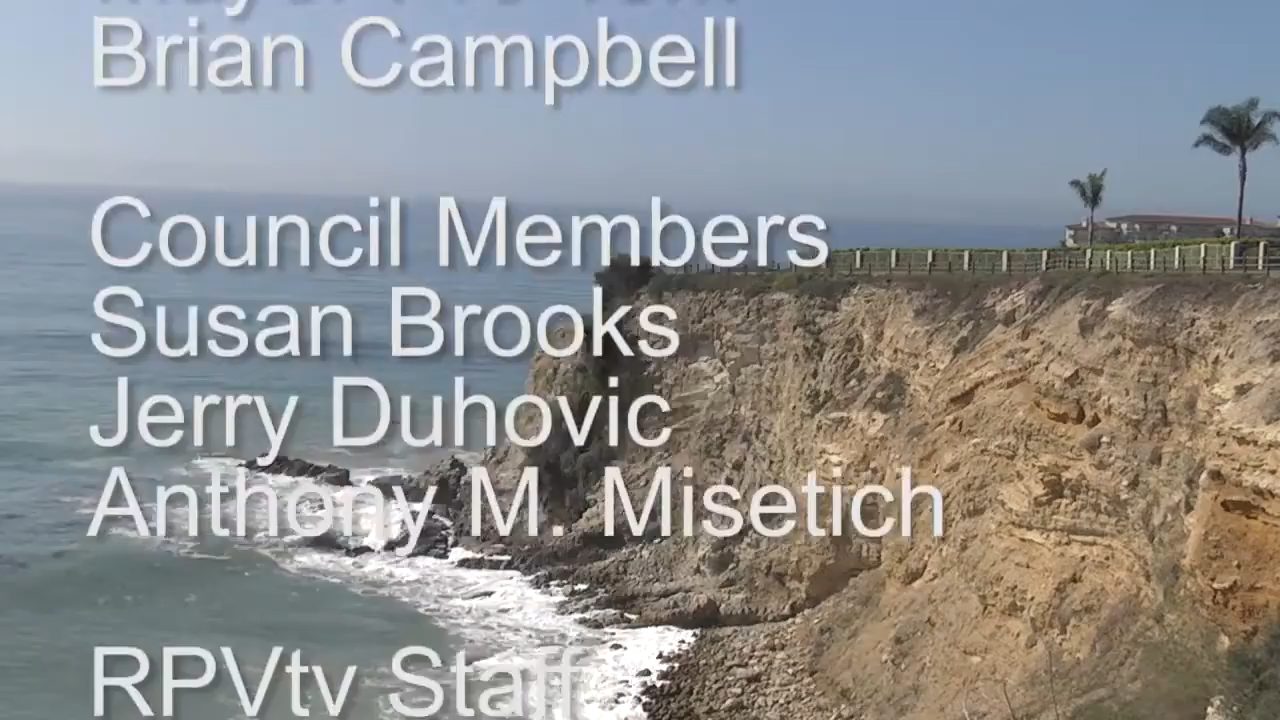 Brian Campbell
Council Members
Susan Brooks
Jerry Duhovic
Anthony M. Misetich
RPVtv Staff